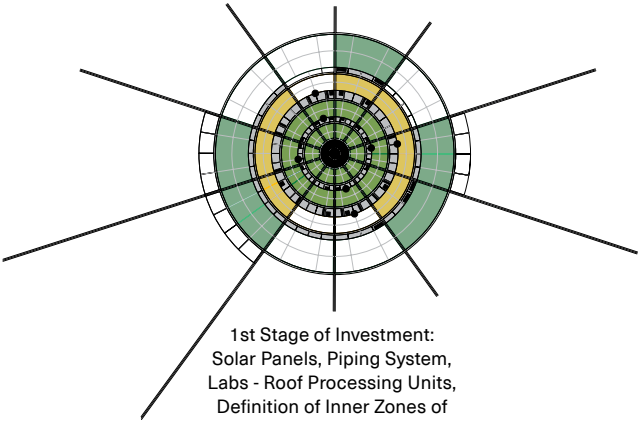 1st Stage of Investment:
Solar Panels, Piping System,
Labs - Roof Processing Units,
Definition of Inner Zones of